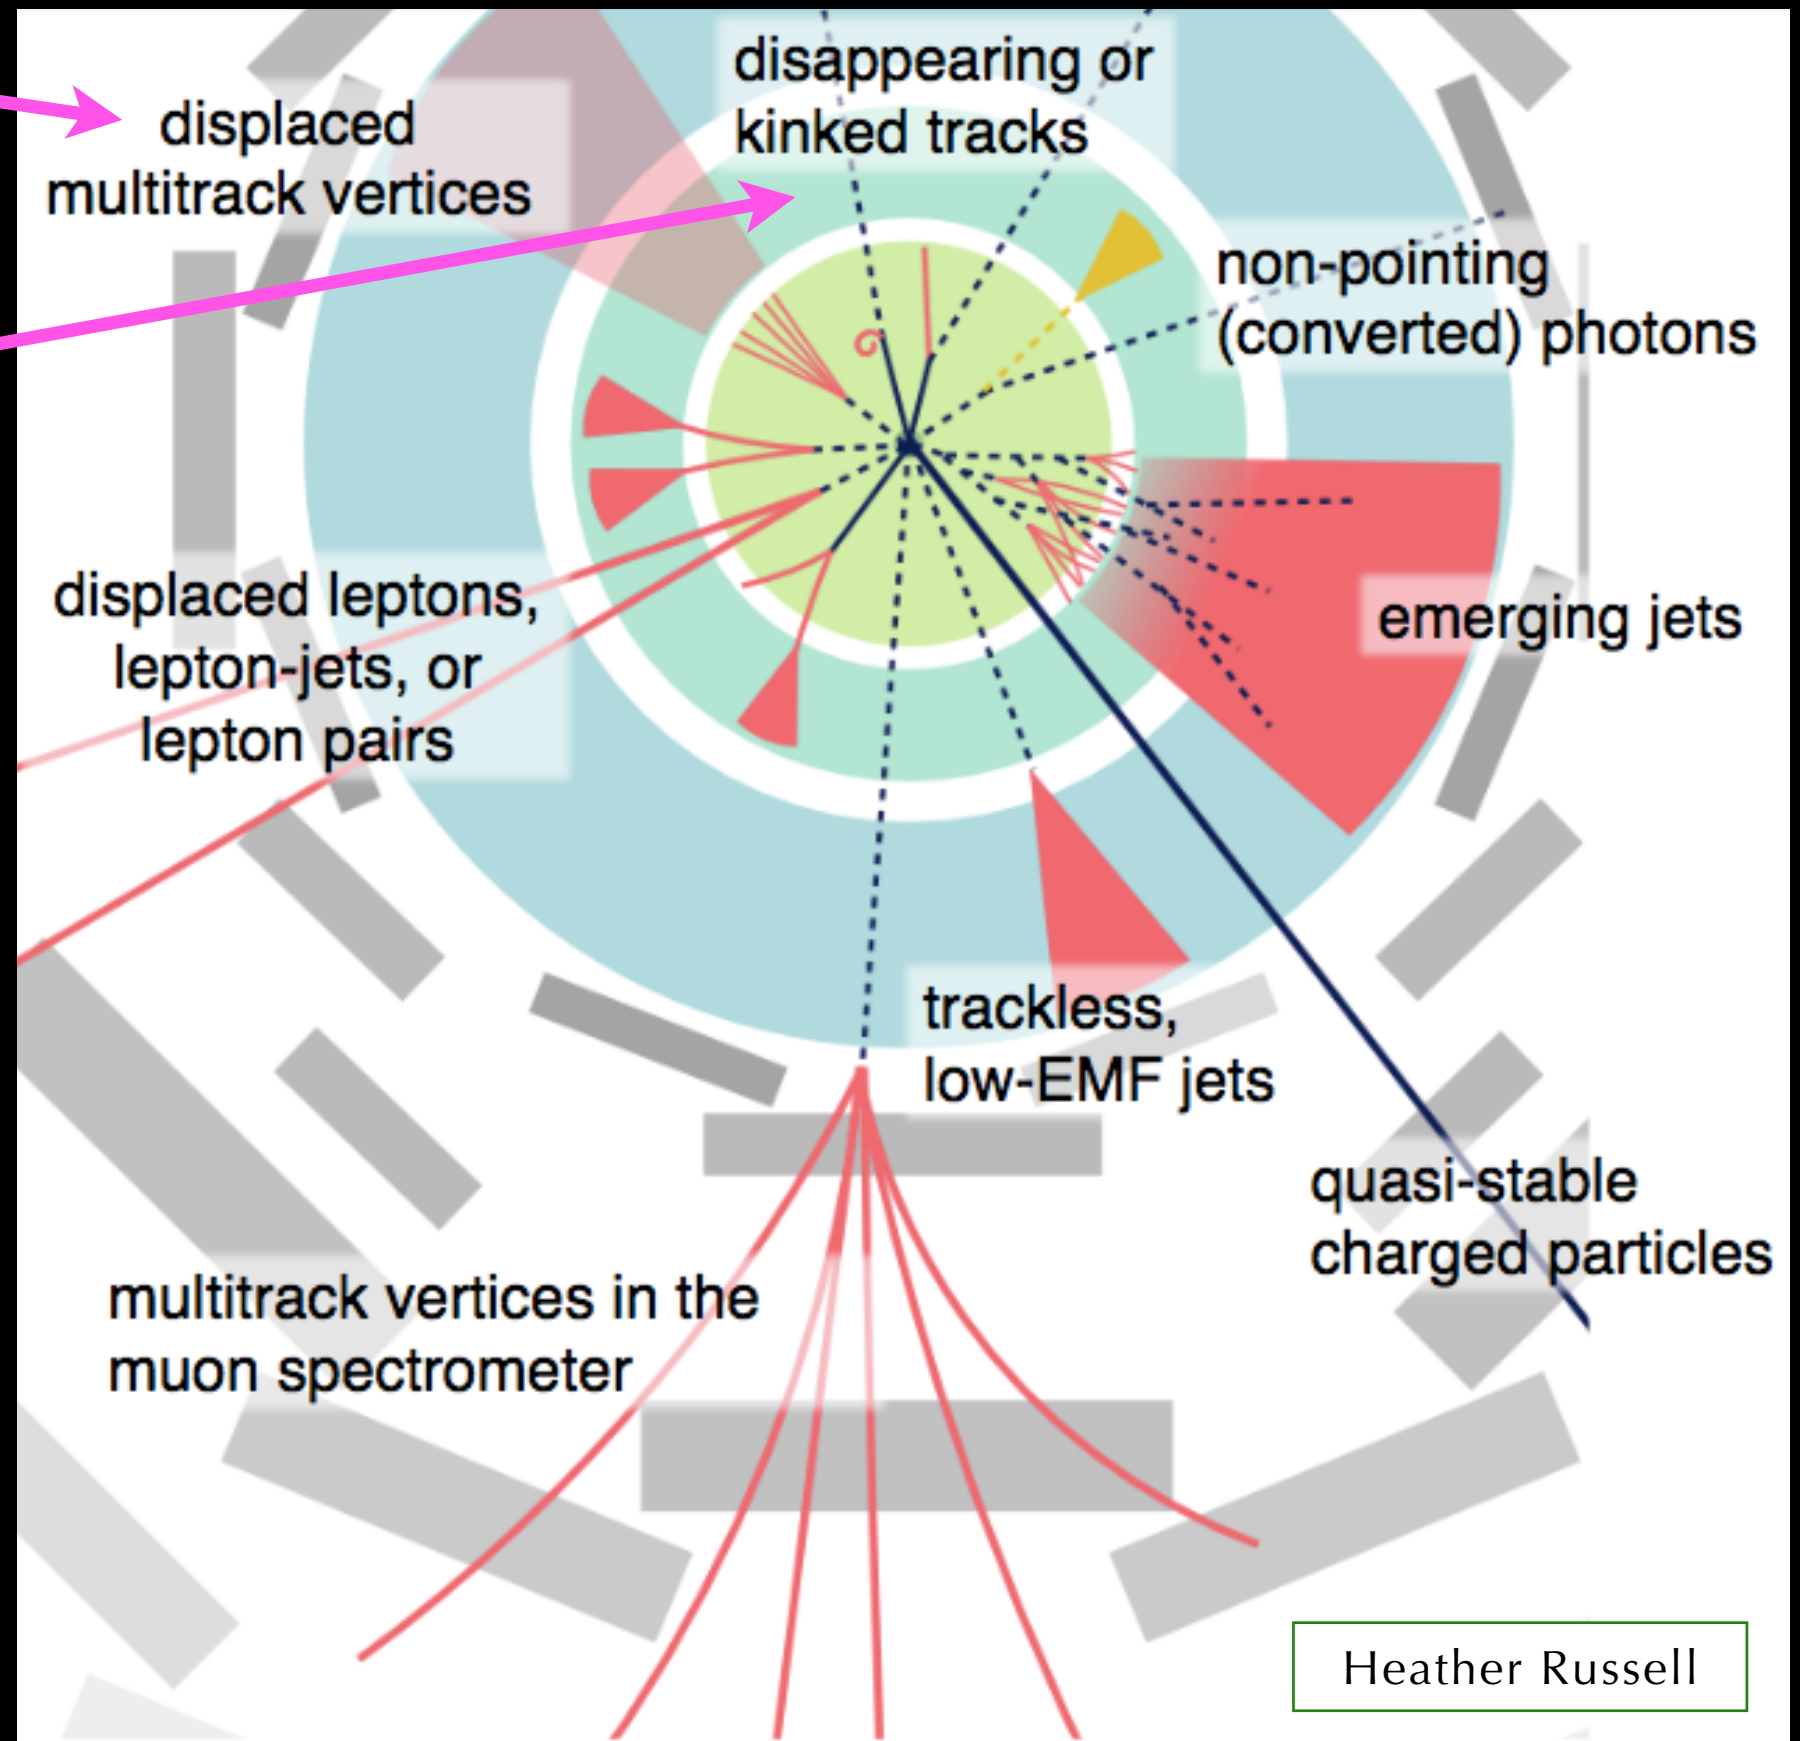 disappearing or
kinked tracks
displaced
multitrack vertices
non-pointing
(converted) photons
displaced leptons,
lepton-jets, or
lepton pairs
emerging jets
trackless,
low-EMF jets
quasi-stable
charged particles
multitrack vertices in the
muon spectrometer
Heather Russell